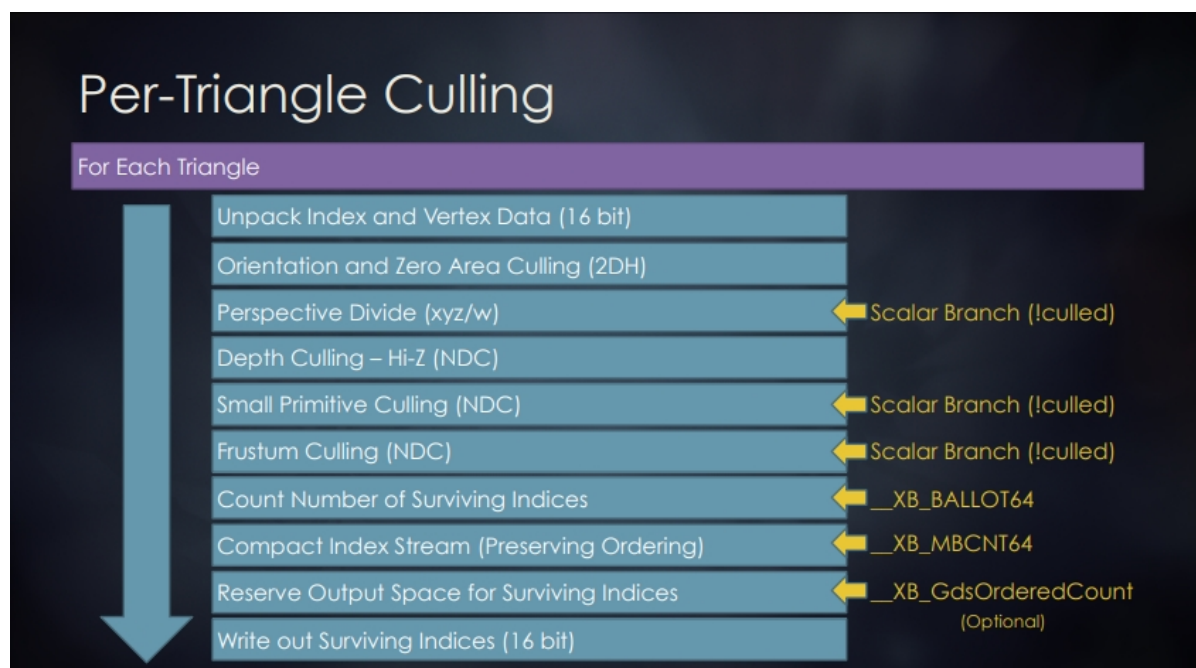 Per-Triangle Culling
For Each Triangle
Unpack Index and Vertex Data (16 bit)
Orientation and Zero Area Culling (2DH)
Perspective Divide (xyz/w)
Scalar Branch (!culled)
Depth Culling – Hi-Z (NDC)
Small Primitive Culling (NDC)
Scalar Branch (!culled)
Frustum Culling (NDC)
Scalar Branch (!culled)
Count Number of Surviving Indices
__XB_BALLOT64
Compact Index Stream (Preserving Ordering)
__XB_MBCNT64
Reserve Output Space for Surviving Indices
__XB_GdsOrderedCount
(Optional)
Write out Surviving Indices (16 bit)